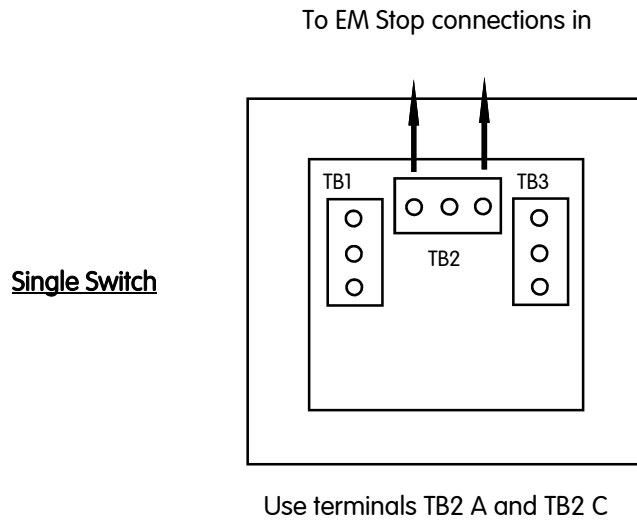 To EM Stop connections in
TB1
TB3
TB2
Single Switch
Use terminals TB2 A and TB2 C